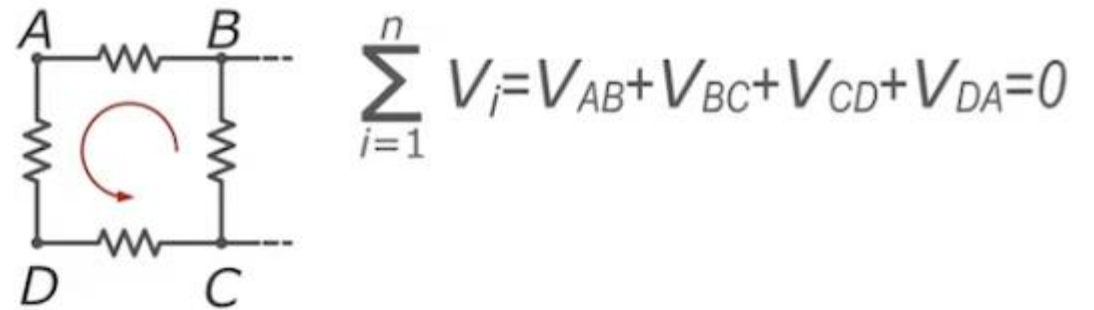 A B
D C
n
∑ Vi=VAB+VBC+VCD+VDA=0
i=1